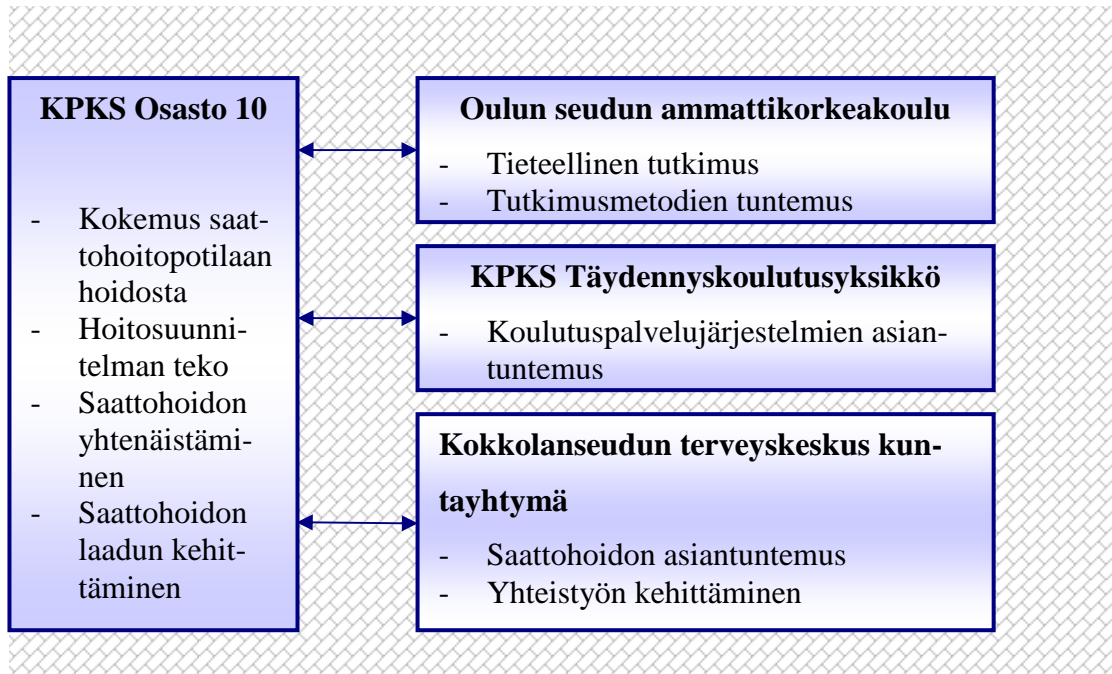 KPKS Osasto 10
- Kokemus saat-
tohoitopotilaan
hoidosta
- Hoitosuunni-
telman teko
- Saattohoidon
yhtenäistämi-
nen
- Saattohoidon
laadun kehit-
täminen
Oulun seudun ammattikorkeakoulu
- Tieteellinen tutkimus
- Tutkimusmetodien tuntemus
KPKS Täydennyskoulutusyksikkö
- Koulutuspalvelujärjestelmien asian-
tuntemus
Kokkolanseudun terveyskeskus kun-
tayhtymä
- Saattohoidon asiantuntemus
- Yhteistyön kehittäminen